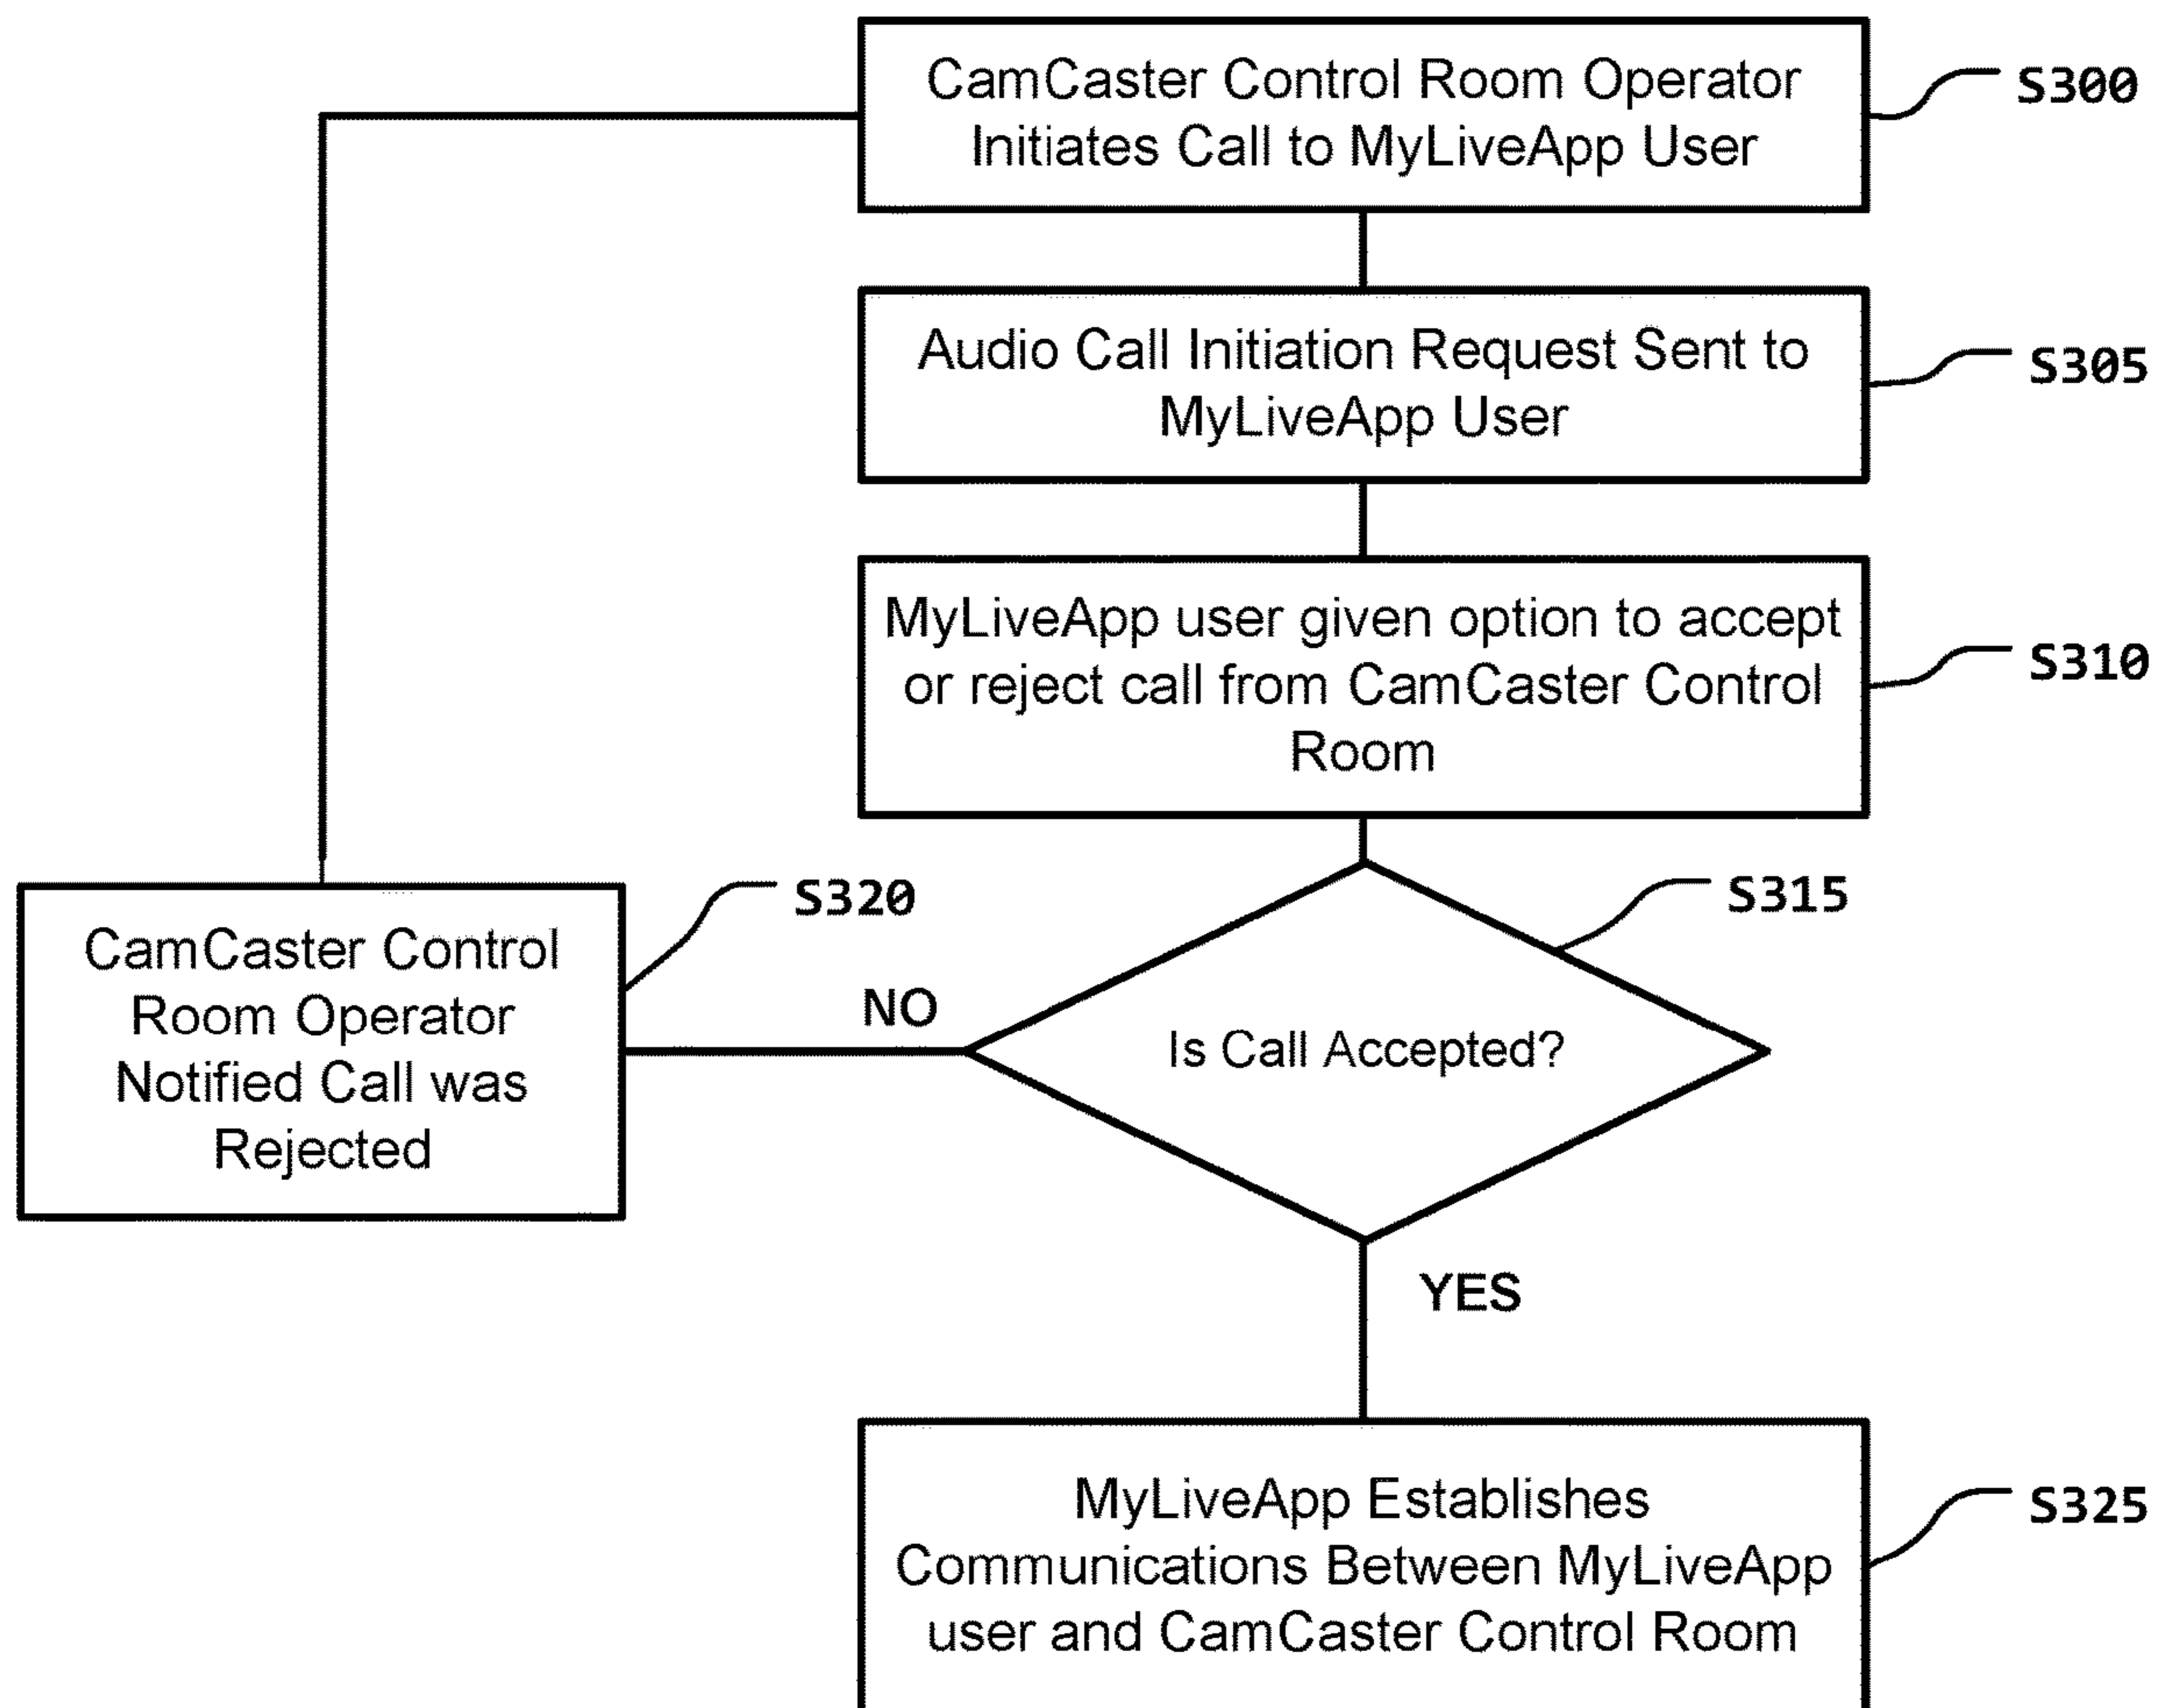 CamCaster Control Room Operator
Initiates Call to MyLiveApp User
S300
Audio Call Initiation Request Sent to
MyLiveApp User
S305
MyLiveApp user given option to accept
or reject call from CamCaster Control
Room
S310
S320
S315
CamCaster Control
Room Operator
Notified Call was
Rejected
NO
Is Call Accepted?
YES
MyLiveApp Establishes
Communications Between MyLiveApp
user and CamCaster Control Room
S325